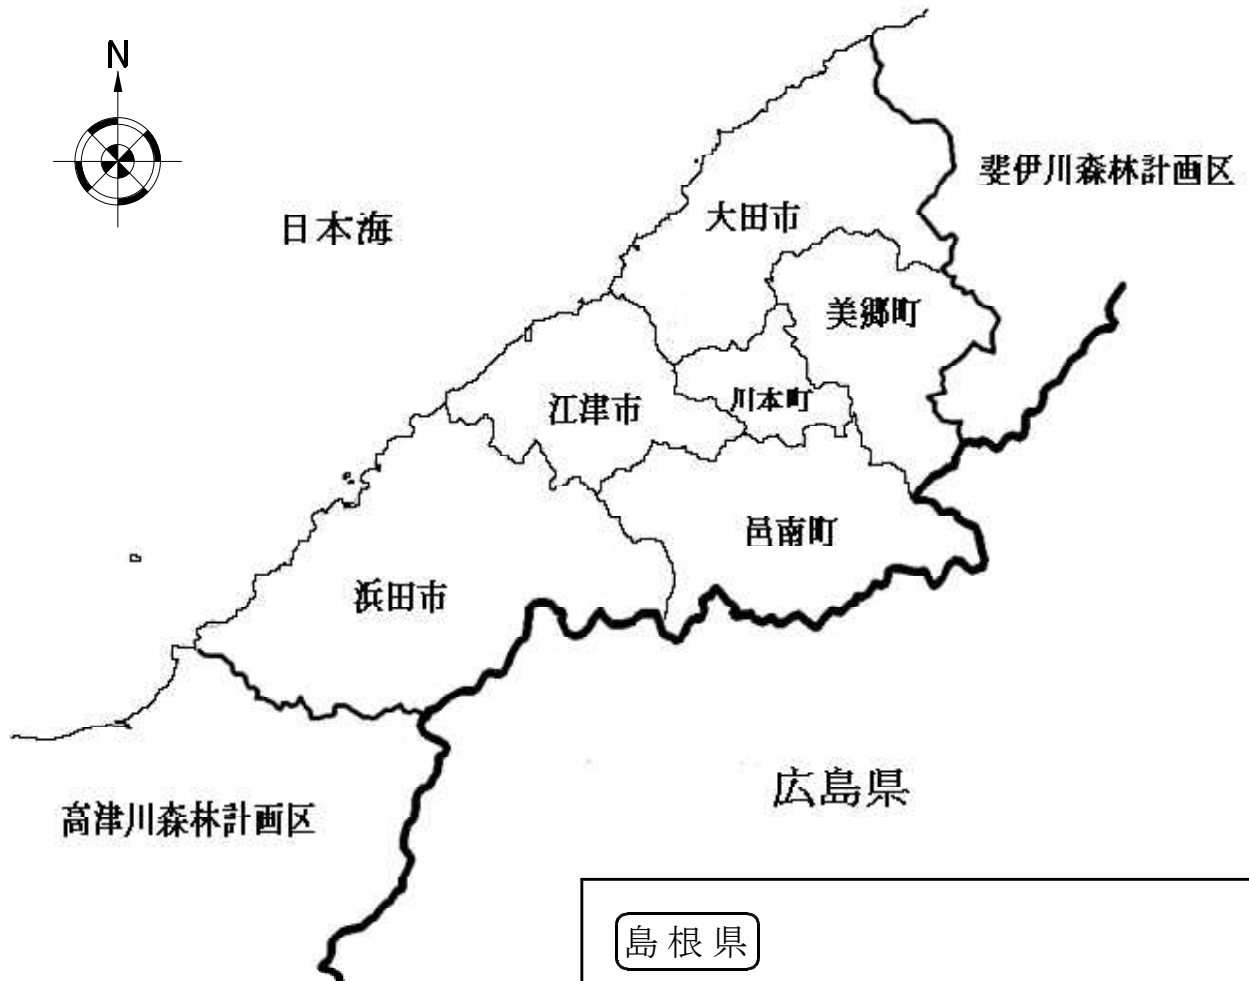 N
斐伊川森林計画区
大田市
日本海
美郷町
川本町
江津市
邑南町
浜田市
広島県
高津川森林計画区
島根県